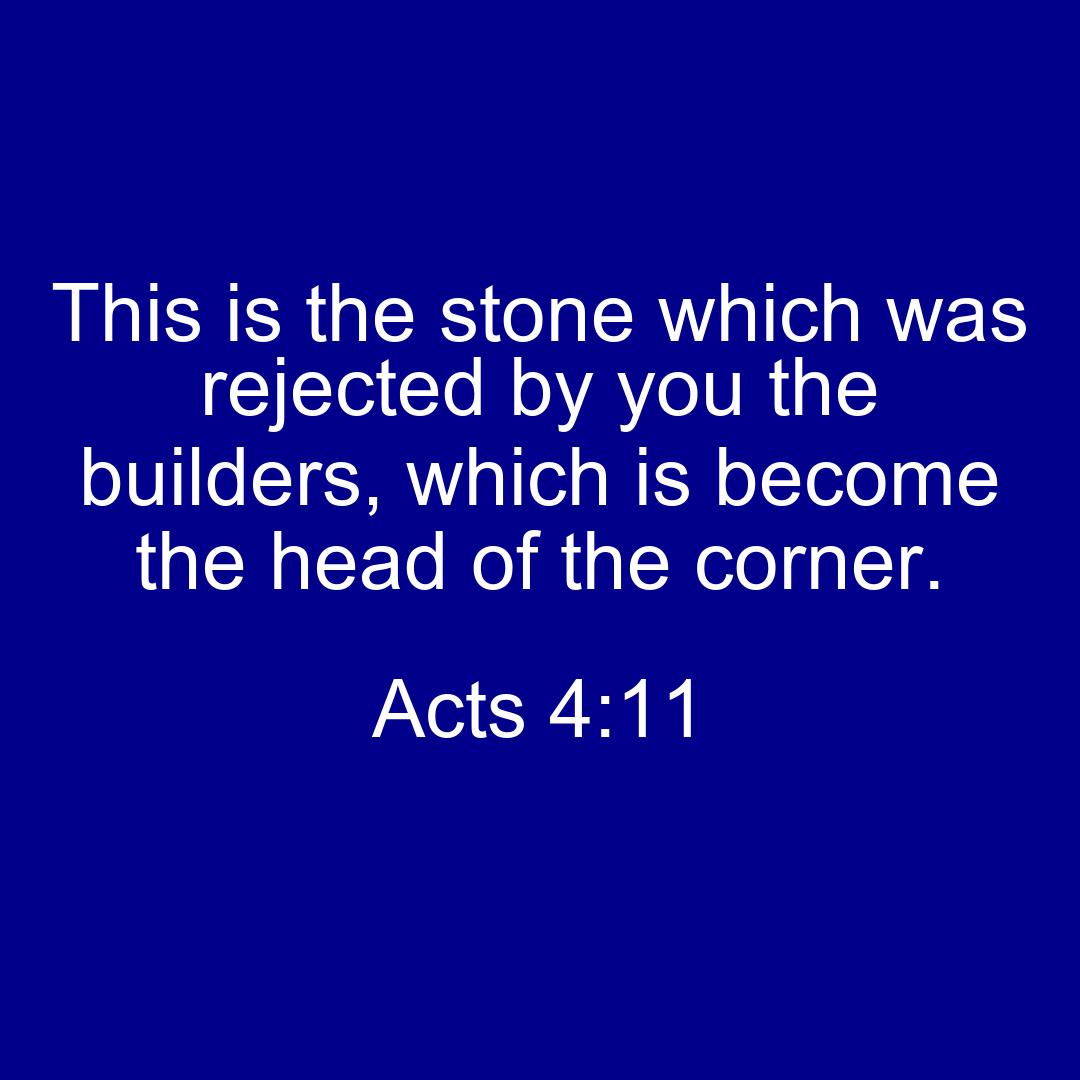 This is the stone which was
rejected by you the
builders, which is become
the head of the corner.
Acts 4:11